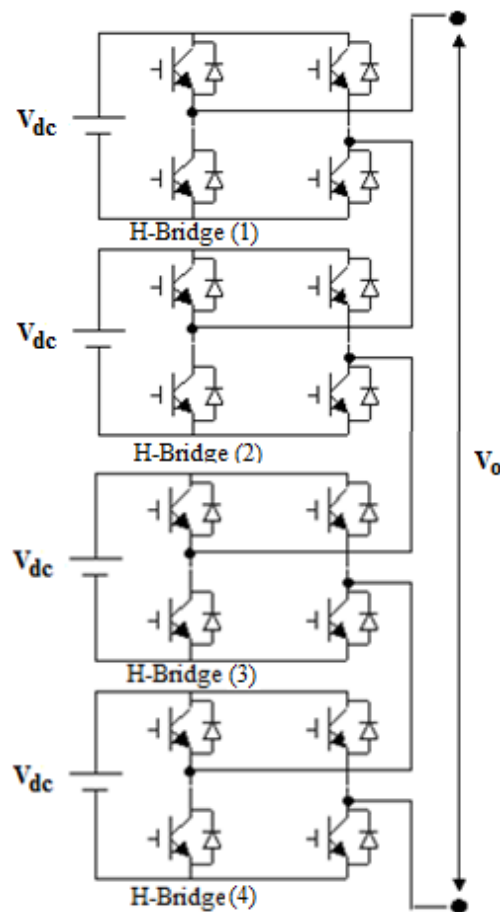 Vdc
H-Bridge (1)
Vdc
H-Bridge (2)
Vo
Vdc
H-Bridge (3)
Vdc
H-Bridge (4)